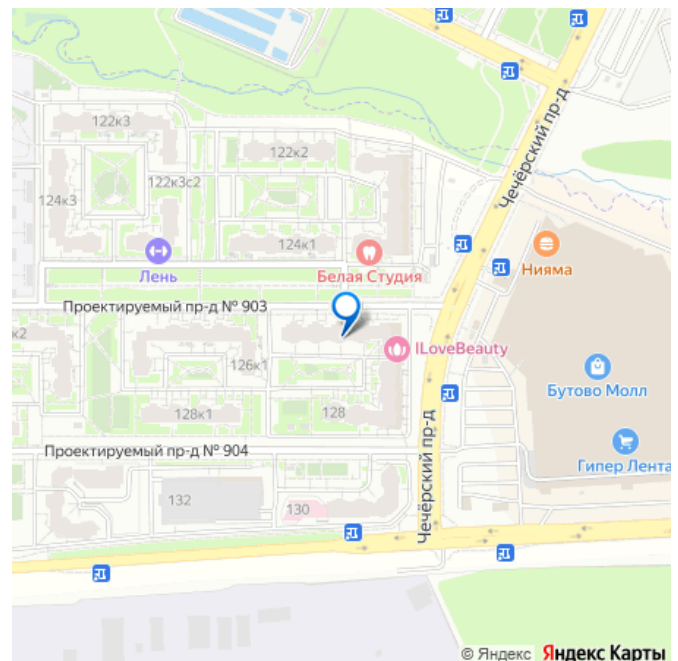 122к3
122к2
Чечёрский пр-д
122к3с2
124к3
124к1
Лень
Белая Студия
Нияма
Проектируемый пр-д № 903
к2
ILoveBeauty
126к1
Бутово Молл
128к1
128
Чечёрский пр-д
Гипер Лента
Проектируемый пр-д № 904
132
130
© Яндекс Яндекс Карты